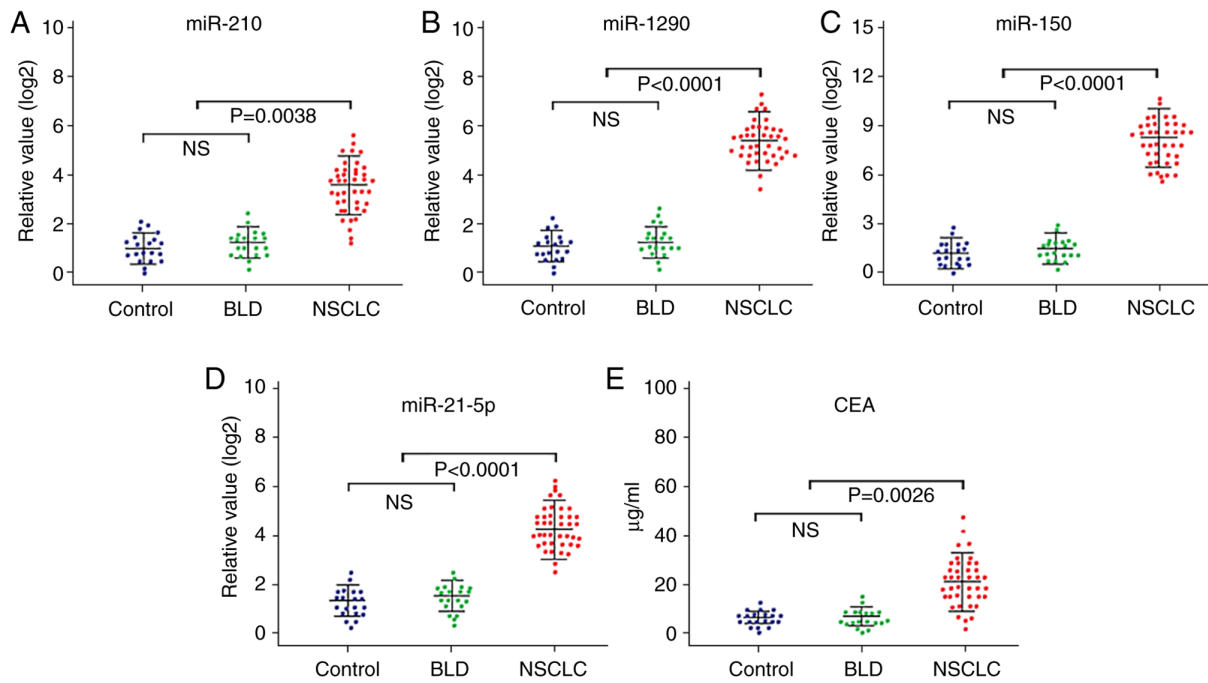 A
miR-210
Relative value (log2)
10
8
6
4
2
0
P=0.0038
NS
Control BLD NSCLC
B
miR-1290
Relative value (log2)
10
8
6
4
2
0
P<0.0001
NS
Control BLD NSCLC
C
miR-150
Relative value (log2)
15
12
9
6
3
0
P<0.0001
NS
Control BLD NSCLC
D
miR-21-5p
Relative value (log2)
10
8
6
4
2
0
P<0.0001
NS
Control BLD NSCLC
E
CEA
µg/ml
100
80
60
40
20
0
P=0.0026
NS
Control BLD NSCLC